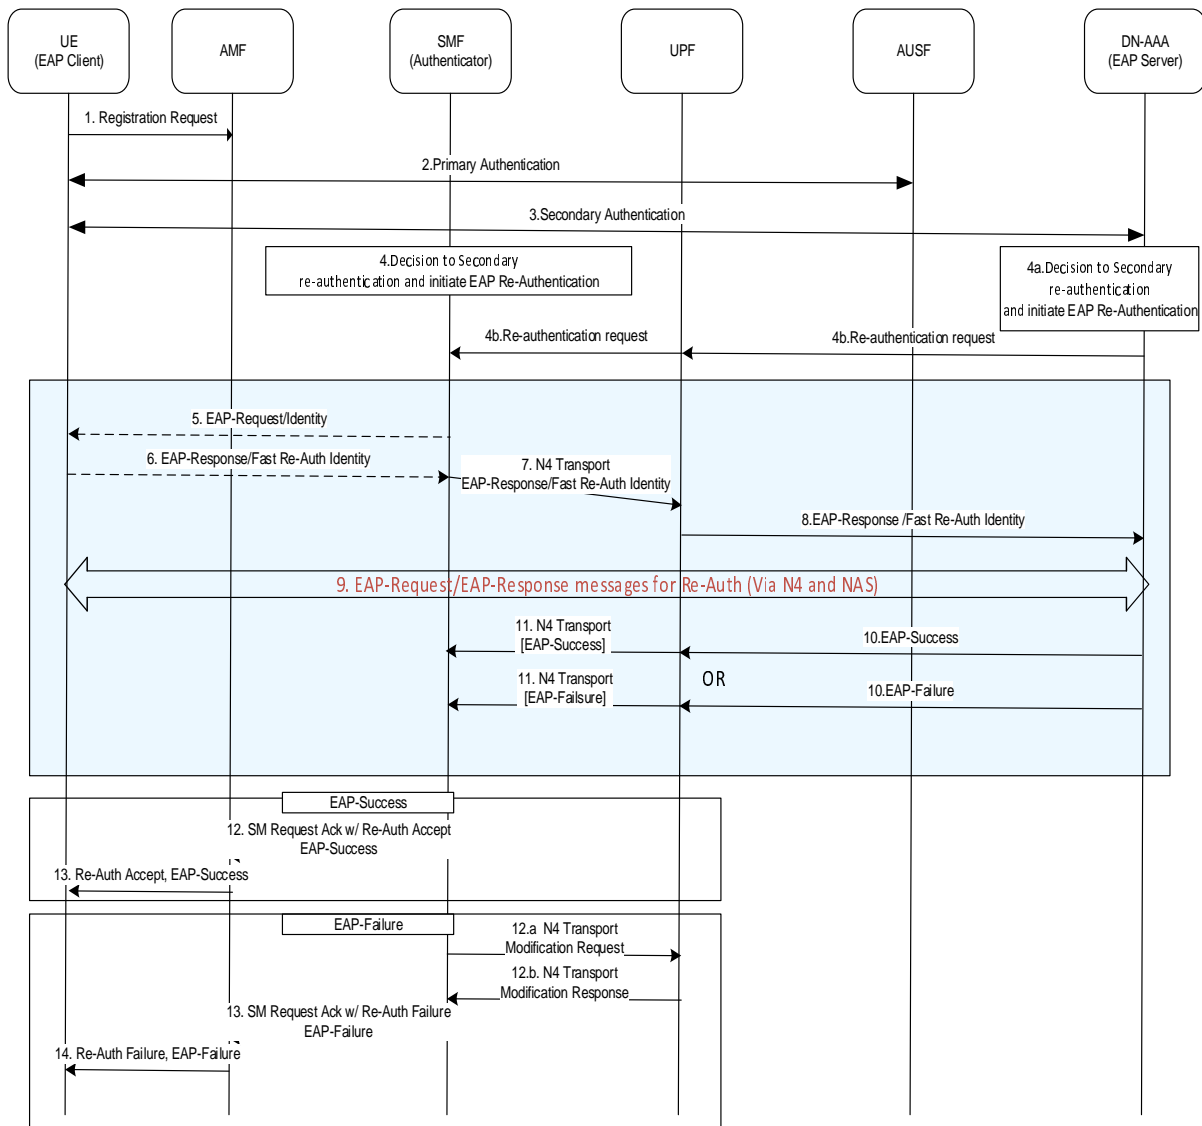 UE
(EAP Client)
AMF
SMF
(Authenticator)
UPF
AUSF
DN-AAA
(EAP Server)
1. Registration Request
2.Primary Authentication
3.Secondary Authentication
4.Decision to Secondary
re-authentication and initiate EAP Re-Authentication
4a.Decision to Secondary
re-authentication
and initiate EAP Re-Authentication
4b.Re-authentication request
4b.Re-authentication request
5. EAP-Request/Identity
6. EAP-Response/Fast Re-Auth Identity
7. N4 Transport
EAP-Response/Fast Re-Auth Identity
8.EAP-Response /Fast Re-Auth Identity
9. EAP-Request/EAP-Response messages for Re-Auth (Via N4 and NAS)
11. N4 Transport
[EAP-Success]
10.EAP-Success
OR
11. N4 Transport
[EAP-Failsure]
10.EAP-Failure
EAP-Success
12. SM Request Ack w/ Re-Auth Accept
EAP-Success
13. Re-Auth Accept, EAP-Success
EAP-Failure
12.a N4 Transport
Modification Request
12.b. N4 Transport
Modification Response
13. SM Request Ack w/ Re-Auth Failure
EAP-Failure
14. Re-Auth Failure, EAP-Failure